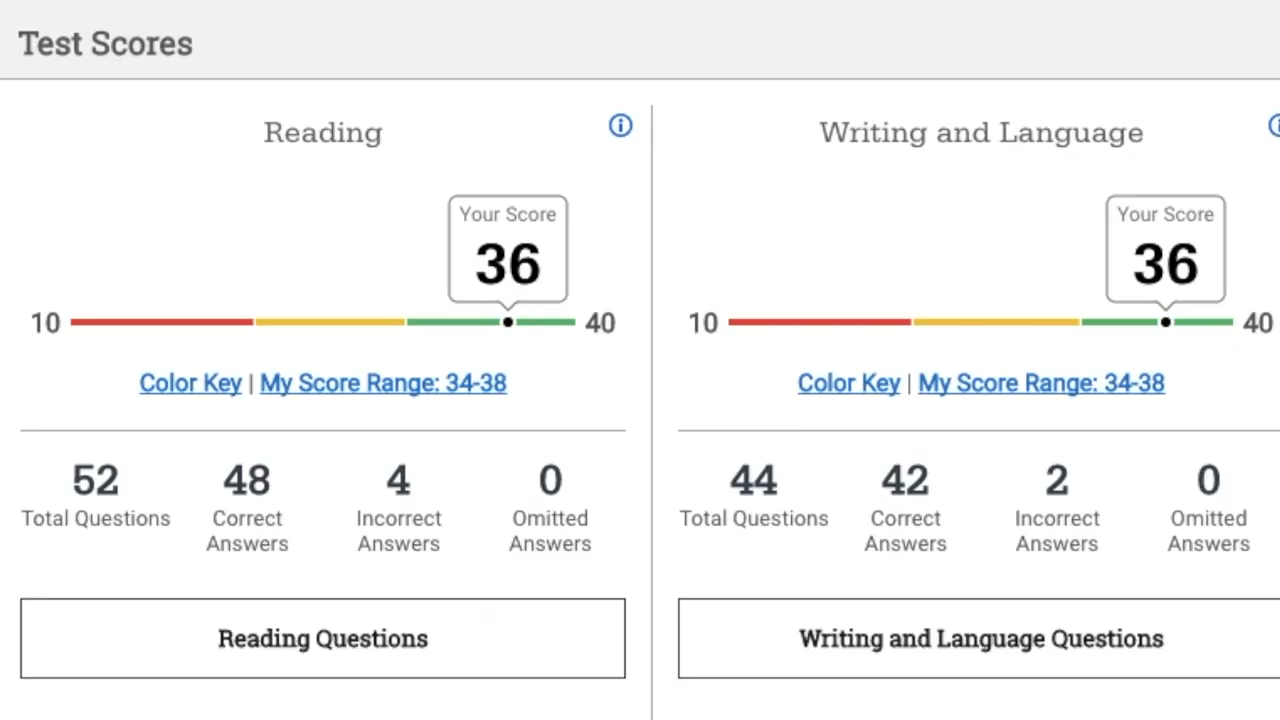 Test Scores
Reading
Your Score
36
10
40
Color Key | My Score Range: 34-38
52
Total Questions
48
Correct
Answers
4
Incorrect
Answers
0
Omitted
Answers
Reading Questions
Writing and Language
Your Score
36
10
40
Color Key | My Score Range: 34-38
44
Total Questions
42
Correct
Answers
2
Incorrect
Answers
0
Omitted
Answers
Writing and Language Questions